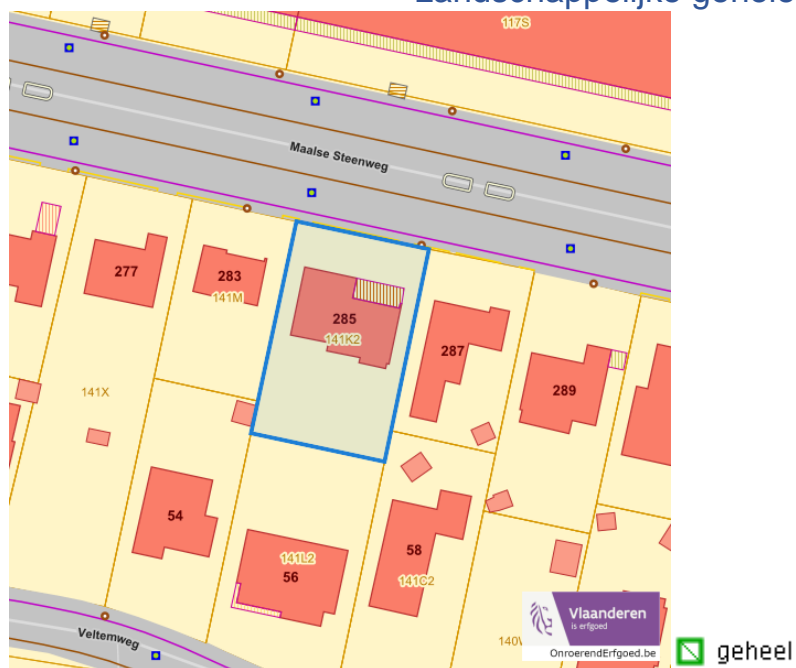 117S
Maalse Steenweg
277
283
141M
285
141K2
287
289
141X
54
141L2
56
58
141C2
Veltemweg
Vlaanderen
is erfgoed
OnroerendErfgoed.be
geheel